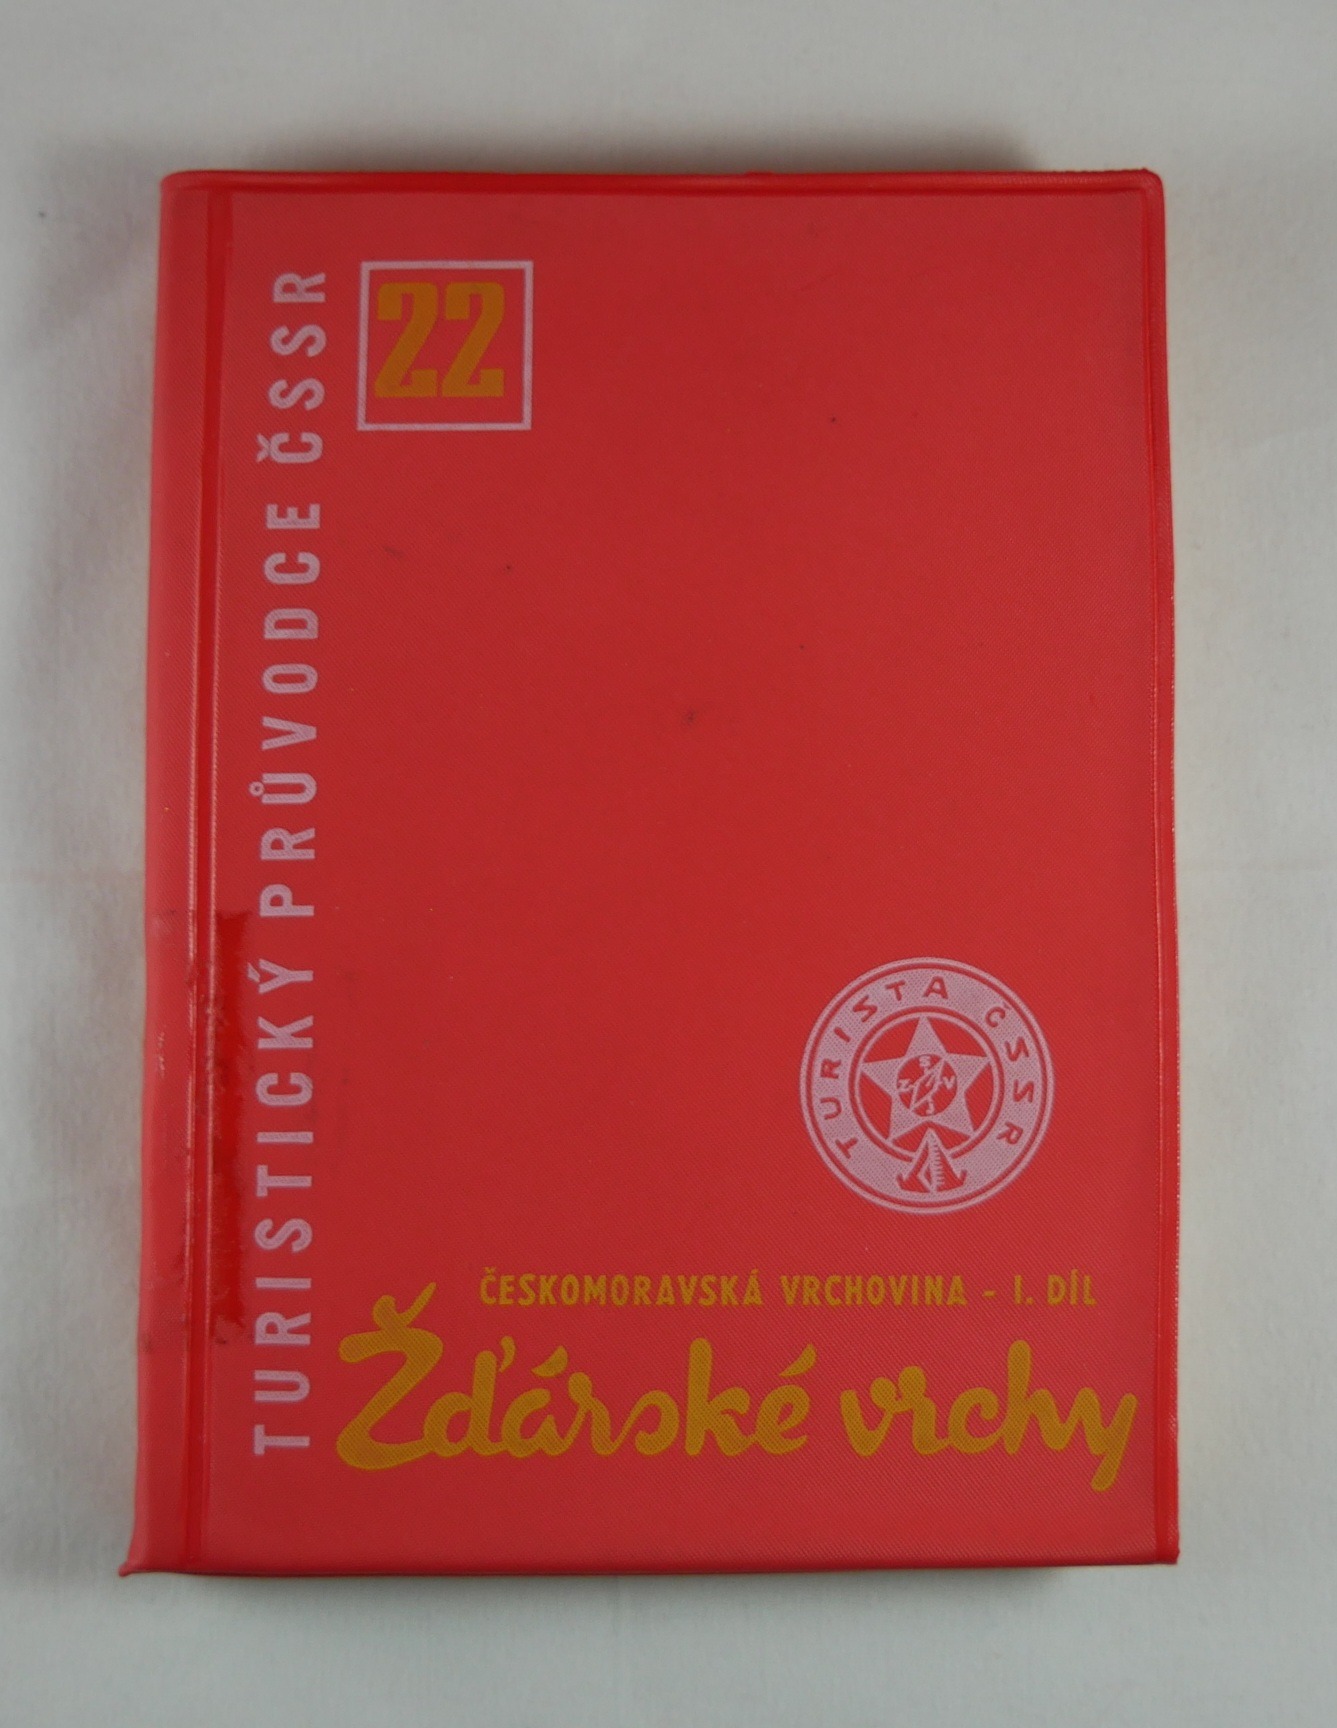 TURISTICKÝ PRŮVODCE ČSSR
22
TURISTA ČSSR
S
Z V
J
ČESKOMORAVSKÁ VRCHOVINA - I. DÍL
Žďárské vrchy